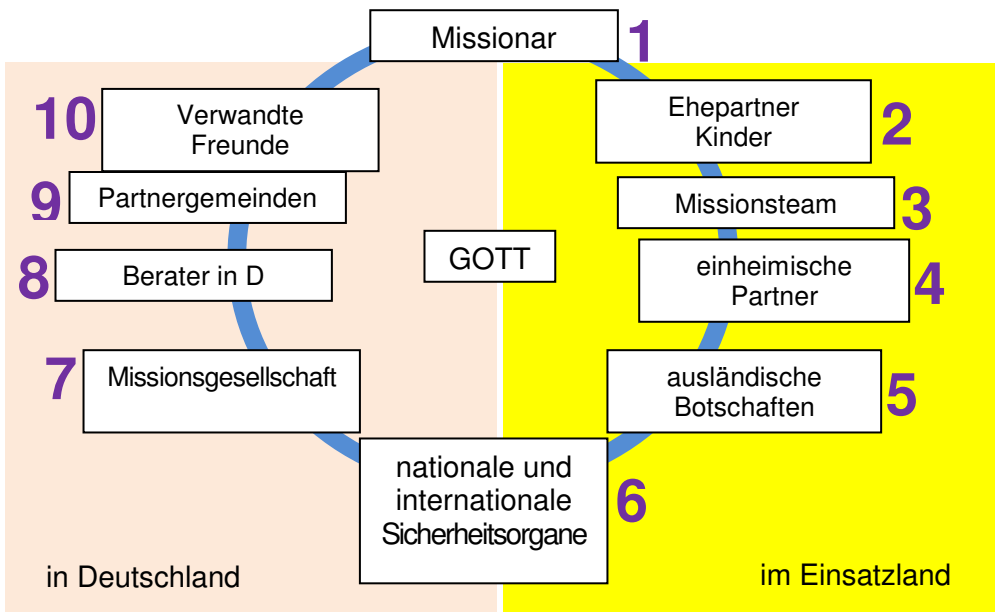 Missionar
1
Ehepartner
Kinder
2
Missionsteam
3
einheimische
Partner
4
ausländische
Botschaften
5
nationale und
internationale
Sicherheitsorgane
6
Missionsgesellschaft
7
Berater in D
8
Partnergemeinden
9
Verwandte
Freunde
10
GOTT
in Deutschland
im Einsatzland